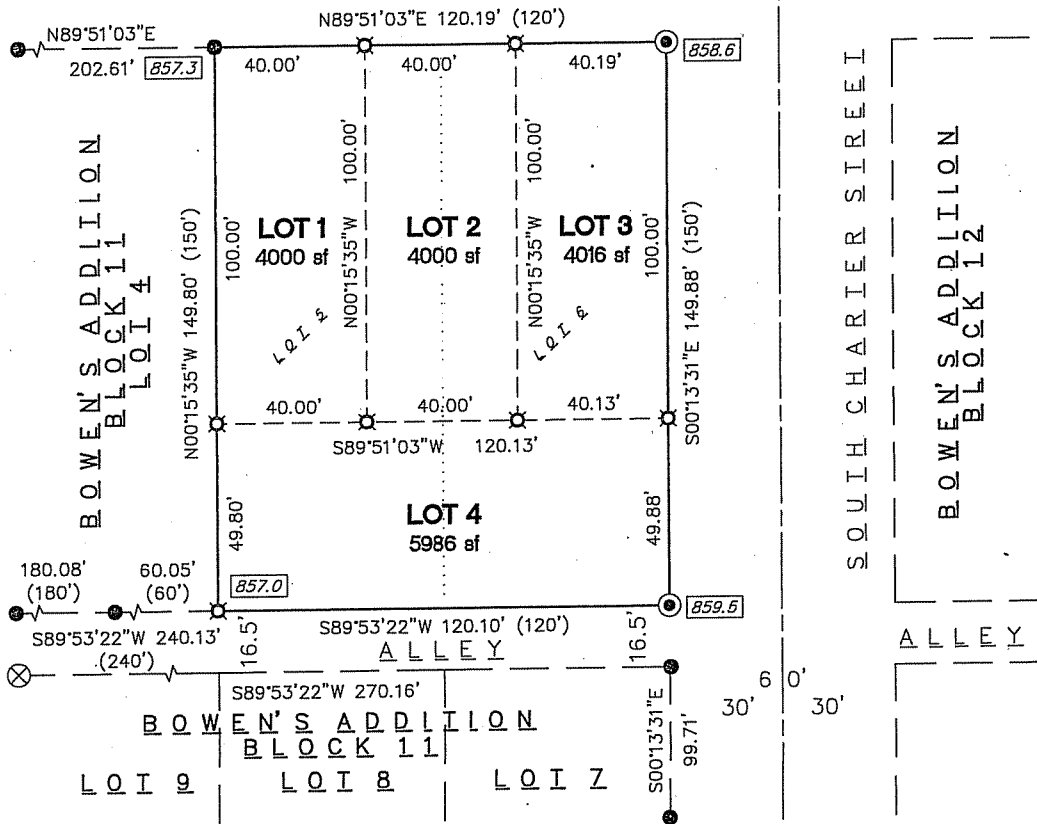 N89°51'03"E 120.19' (120')
N89°51'03"E
202.61'
857.3
40.00'
40.00'
40.19'
858.6
100.00'
100.00'
LOT 1
4000 sf
LOT 2
4000 sf
LOT 3
4016 sf
N00°15'35"W 149.80' (150')
100.00'
N00°15'35"W
N00°15'35"W
100.00'
S00°13'31"E 149.88' (150')
LOT 5
LOT 6
BOWEN'S ADDITION
BLOCK 11
LOT 4
SOUTH CHARTER STREET
BOWEN'S ADDITION
BLOCK 12
40.00'
40.00'
40.13'
S89°51'03"W 120.13'
49.80'
LOT 4
5986 sf
49.88'
180.08'
(180')
60.05'
(60')
857.0
859.6
S89°53'22"W 240.13'
(240')
16.5'
S89°53'22"W 120.10' (120')
ALLEY
16.5'
ALLEY
S89°53'22"W 270.16'
60'
30'
30'
BOWEN'S ADDITION
BLOCK 11
LOT 9
LOT 8
LOT 7
S00°13'31"E
99.71'